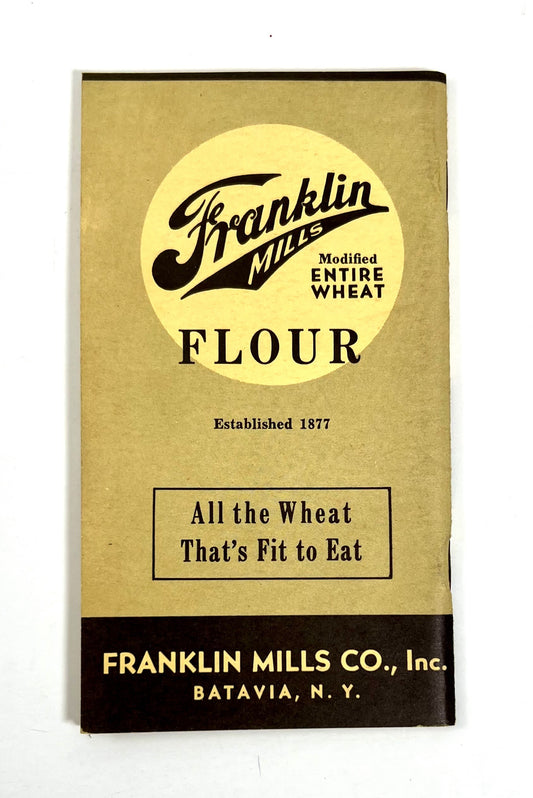 Franklin
MILLS
Modified
ENTIRE
WHEAT
FLOUR
Established 1877
All the Wheat
That's Fit to Eat
FRANKLIN MILLS CO., Inc.
BATAVIA, N. Y.